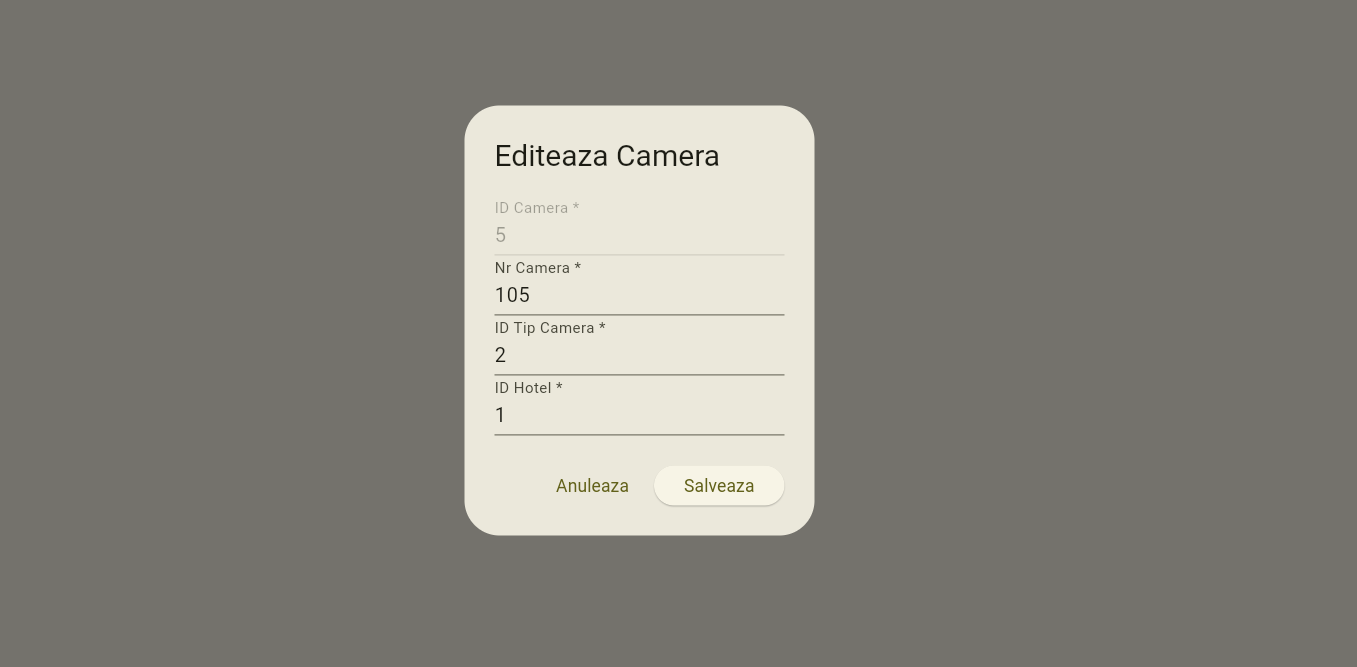 Editeaza Camera
ID Camera *
5
Nr Camera *
105
ID Tip Camera *
2
ID Hotel *
1
Anuleaza Salveaza